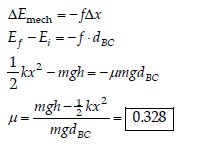 ΔE_mech = −fΔx
E_f − E_i = −f · d_BC
½kx² − mgh = −μmgd_BC
μ = (mgh − ½kx²) / (mgd_BC) = 0.328